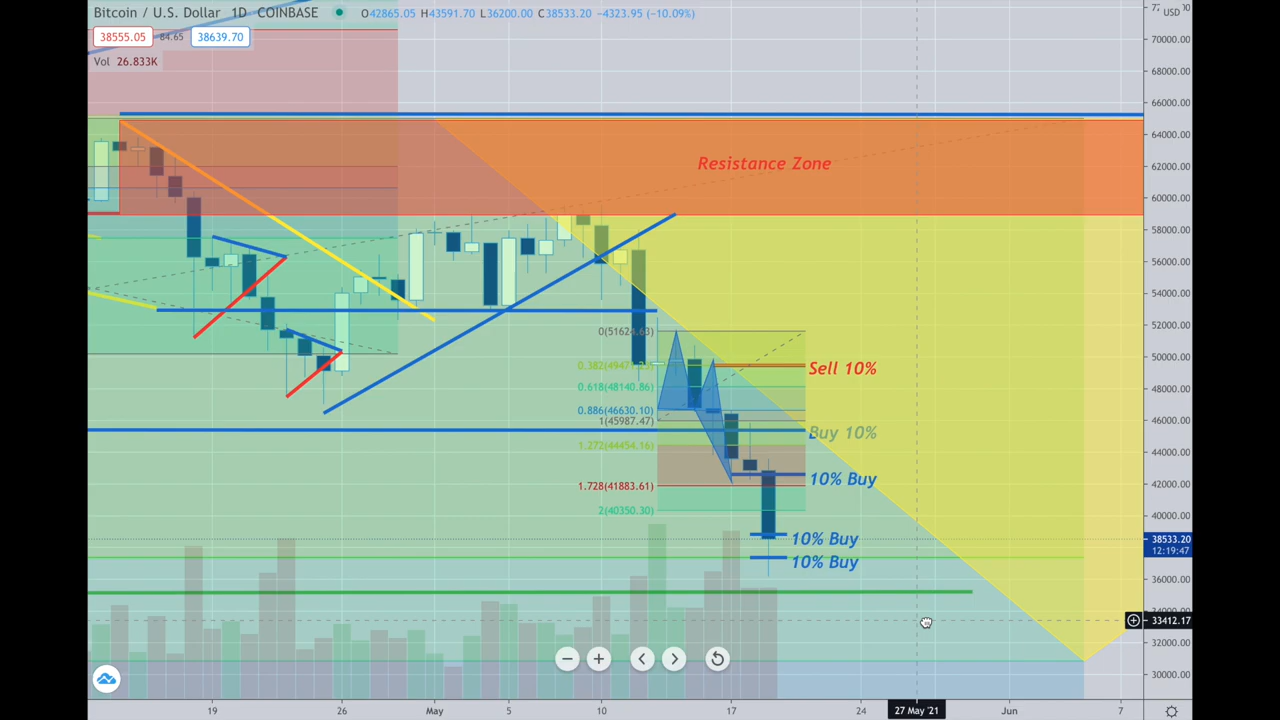 Bitcoin / U.S. Dollar 1D COINBASE O42865.05 H43591.70 L36200.00 C38533.20 -4323.95 (-10.09%)
USD
38555.05 84.65 38639.70
Vol 26.833K
70000.00
68000.00
66000.00
64000.00
Resistance Zone
62000.00
60000.00
58000.00
56000.00
54000.00
52000.00
0(51624.63)
50000.00
0.382(49471.25)
Sell 10%
48000.00
0.618(48140.86)
0.886(46630.10)
46000.00
1(45987.47)
Buy 10%
44000.00
1.272(44454.16)
10% Buy
42000.00
1.728(41883.61)
2(40350.30)
40000.00
10% Buy
38533.20
12:19:47
10% Buy
36000.00
34000.00
33412.17
32000.00
30000.00
19 26 May 5 10 17 24 27 May '21 Jun 7